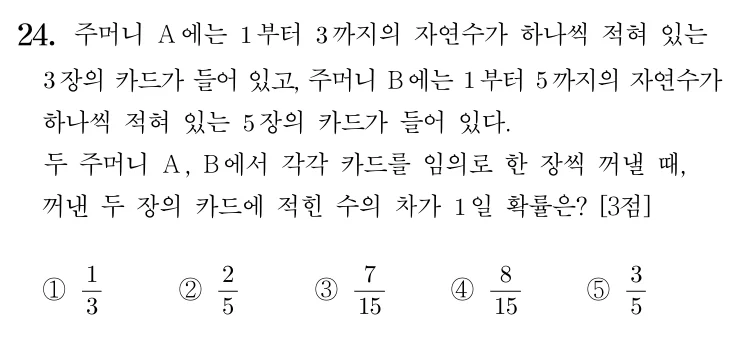 24. 주머니 A에는 1부터 3까지의 자연수가 하나씩 적혀 있는
3장의 카드가 들어 있고, 주머니 B에는 1부터 5까지의 자연수가
하나씩 적혀 있는 5장의 카드가 들어 있다.
두 주머니 A, B에서 각각 카드를 임의로 한 장씩 꺼낼 때,
꺼낸 두 장의 카드에 적힌 수의 차가 1일 확률은? [3점]
① 1/3 ② 2/5 ③ 7/15 ④ 8/15 ⑤ 3/5